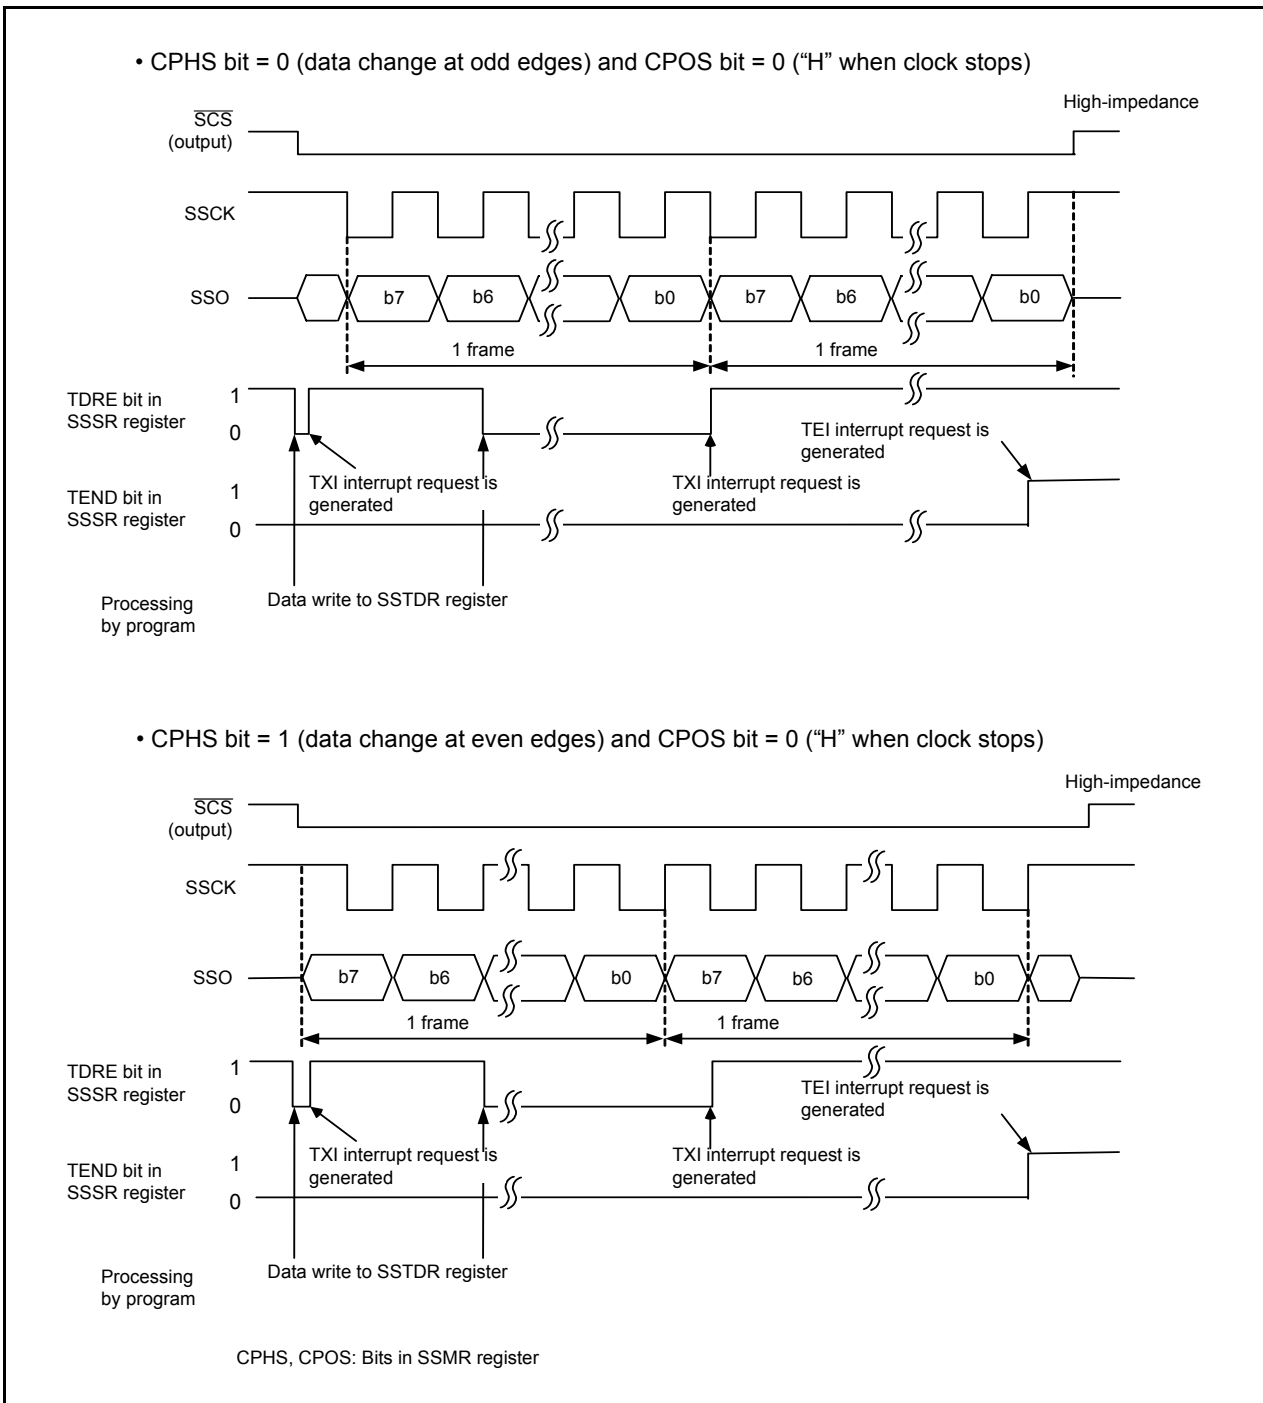 • CPHS bit = 0 (data change at odd edges) and CPOS bit = 0 (“H” when clock stops)
High-impedance
SCS
(output)
SSCK
SSO
b7
b6
b0
b7
b6
b0
1 frame
1 frame
TDRE bit in
SSSR register
1
0
TEI interrupt request is
generated
TXI interrupt request is
generated
TXI interrupt request is
generated
TEND bit in
SSSR register
1
0
Processing
by program
Data write to SSTDR register
• CPHS bit = 1 (data change at even edges) and CPOS bit = 0 (“H” when clock stops)
High-impedance
SCS
(output)
SSCK
SSO
b7
b6
b0
b7
b6
b0
1 frame
1 frame
TDRE bit in
SSSR register
1
0
TEI interrupt request is
generated
TXI interrupt request is
generated
TXI interrupt request is
generated
TEND bit in
SSSR register
1
0
Processing
by program
Data write to SSTDR register
CPHS, CPOS: Bits in SSMR register